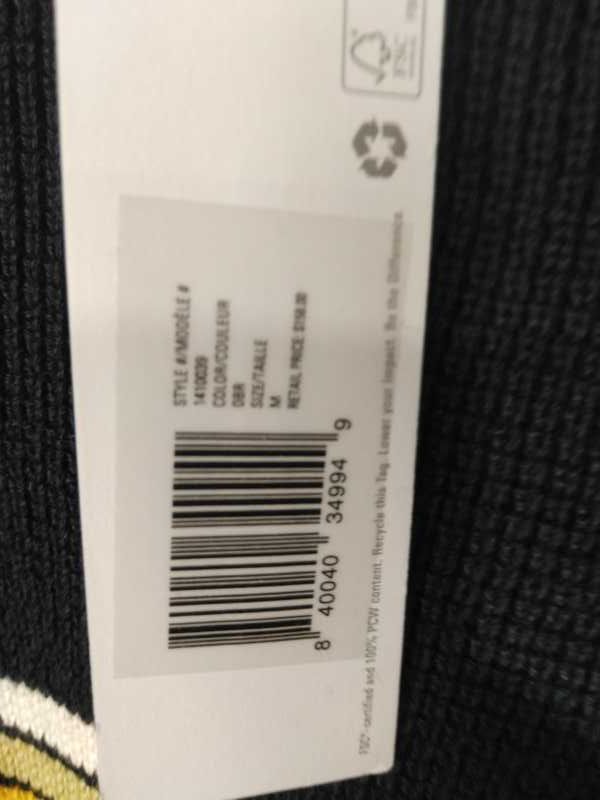 FSC
STYLE #/MODÈLE #
1410039
COLOR/COULEUR
DBR
SIZE/TAILLE
M
RETAIL PRICE: $158.00
8 40040 34994 9
FSC®-certified and 100% PCW content. Recycle this Tag. Lower your impact. Be the Difference.